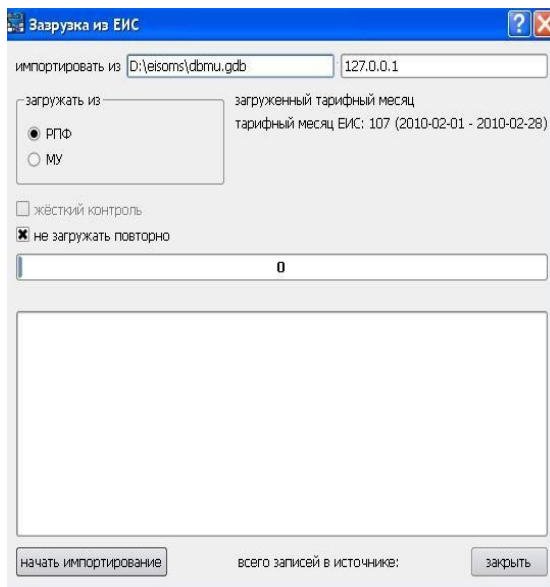 Загрузка из ЕИС
импортировать из D:\eisoms\dbmu.gdb 127.0.0.1
загружать из
загруженный тарифный месяц
РПФ
тарифный месяц ЕИС: 107 (2010-02-01 - 2010-02-28)
МУ
жёсткий контроль
не загружать повторно
0
начать импортирование
всего записей в источнике:
закрыть